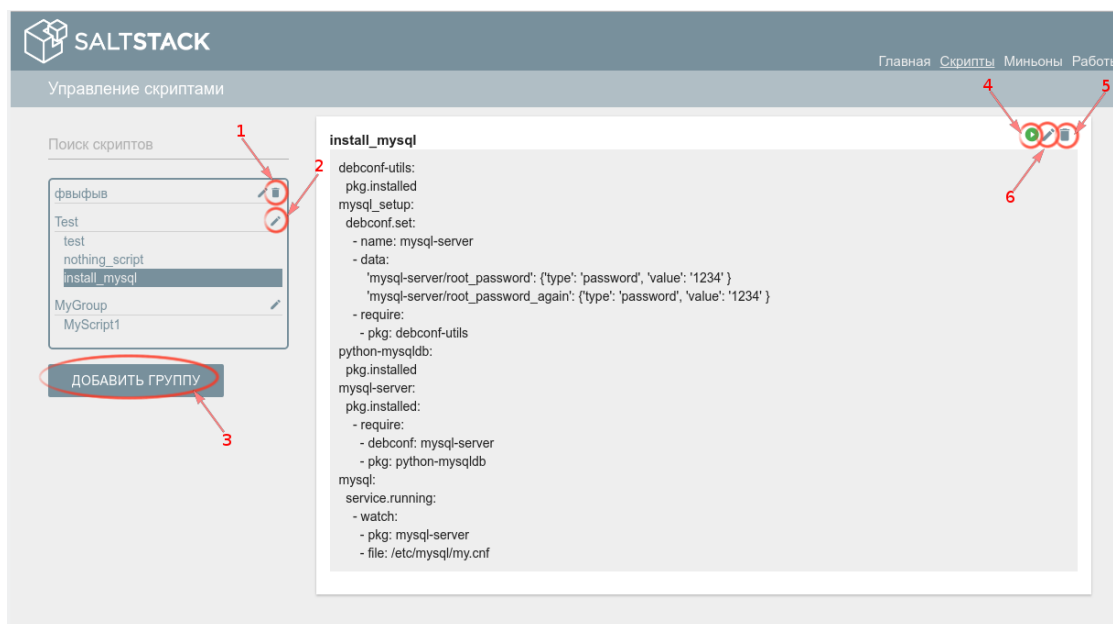 SALTSTACK
Главная Скрипты Миньоны Работы
Управление скриптами
4
5
1
Поиск скриптов
2
фвыфыв
Test
test
nothing_script
install_mysql
MyGroup
MyScript1
ДОБАВИТЬ ГРУППУ
3
install_mysql
6
debconf-utils:
pkg.installed
mysql_setup:
debconf.set:
- name: mysql-server
- data:
'mysql-server/root_password': {'type': 'password', 'value': '1234' }
'mysql-server/root_password_again': {'type': 'password', 'value': '1234' }
- require:
- pkg: debconf-utils
python-mysqldb:
pkg.installed
mysql-server:
pkg.installed:
- require:
- debconf: mysql-server
- pkg: python-mysqldb
mysql:
service.running:
- watch:
- pkg: mysql-server
- file: /etc/mysql/my.cnf